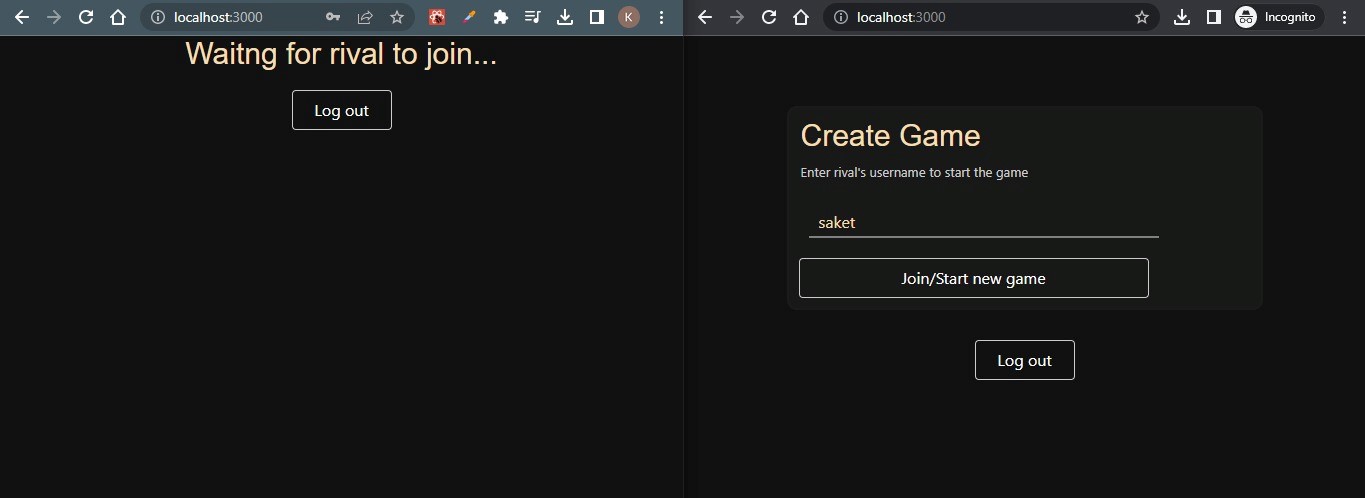 localhost:3000
K
localhost:3000
Incognito
Waitng for rival to join...
Log out
Create Game
Enter rival's username to start the game
saket
Join/Start new game
Log out